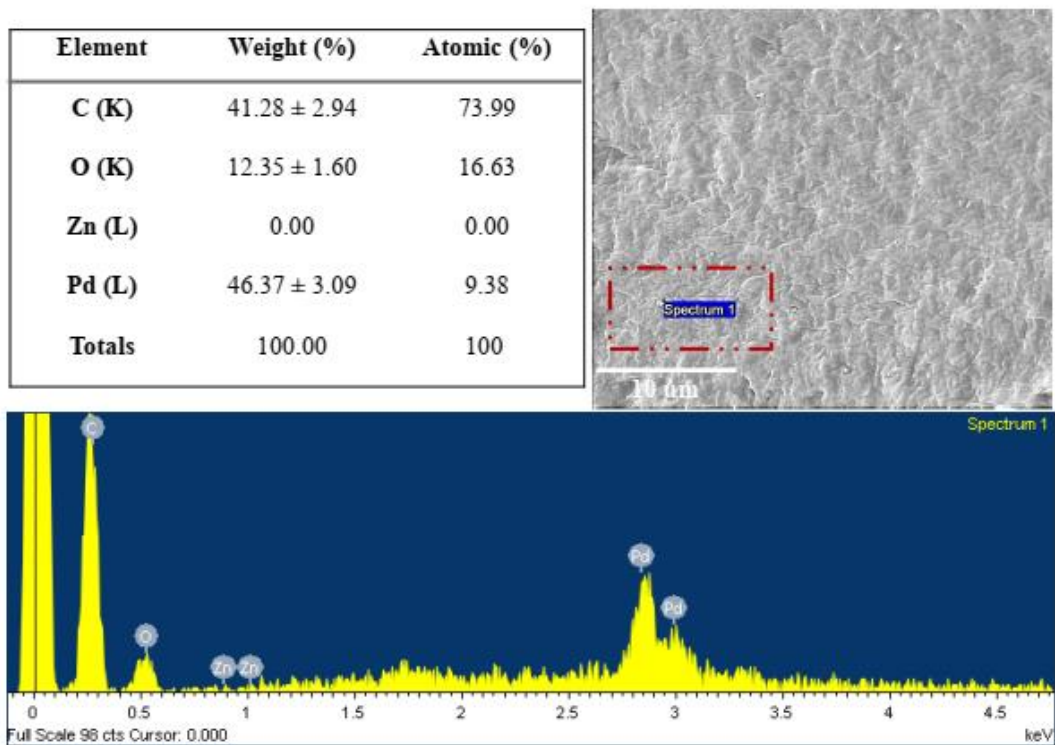 Element Weight (%) Atomic (%)
C (K) 41.28 ± 2.94 73.99
O (K) 12.35 ± 1.60 16.63
Zn (L) 0.00 0.00
Pd (L) 46.37 ± 3.09 9.38
Totals 100.00 100
Spectrum 1
10 µm
Spectrum 1
C
O
Zn Zn
Pd
Pd
0 0.5 1 1.5 2 2.5 3 3.5 4 4.5
Full Scale 98 cts Cursor: 0.000 keV